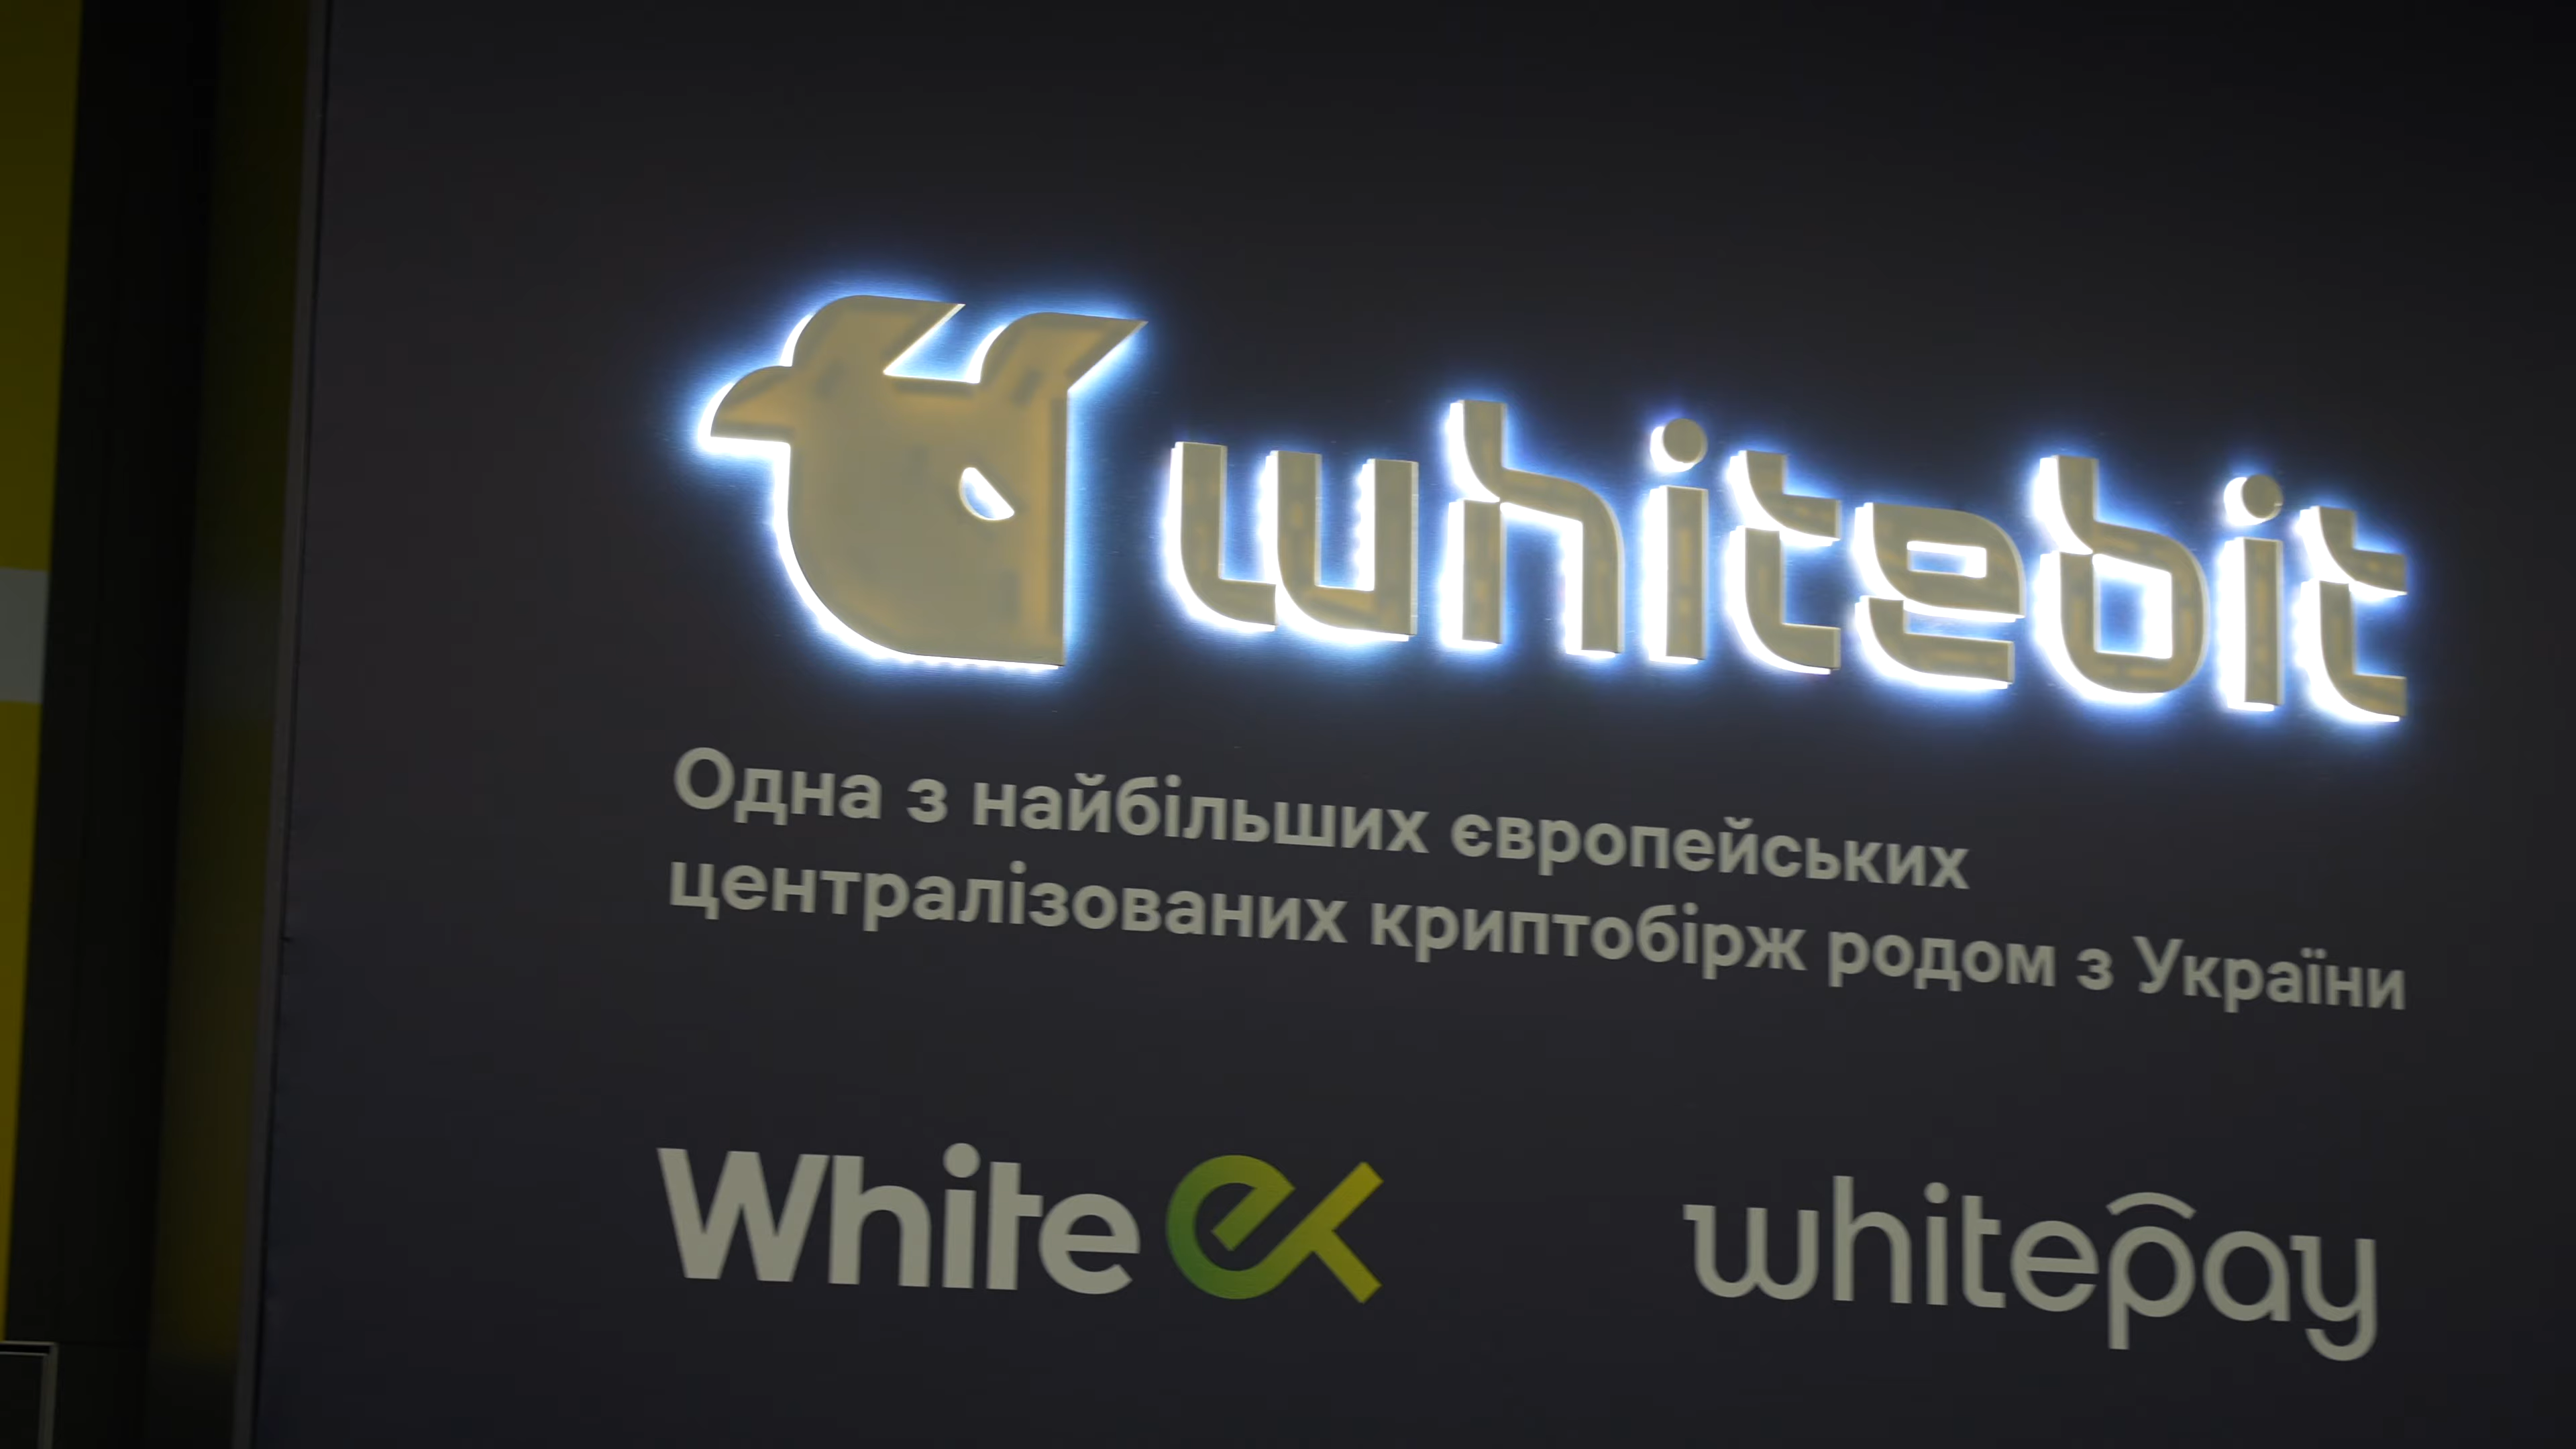 whitebit
Одна з найбільших європейських
централізованих криптобірж родом з України
White ex
whitepay